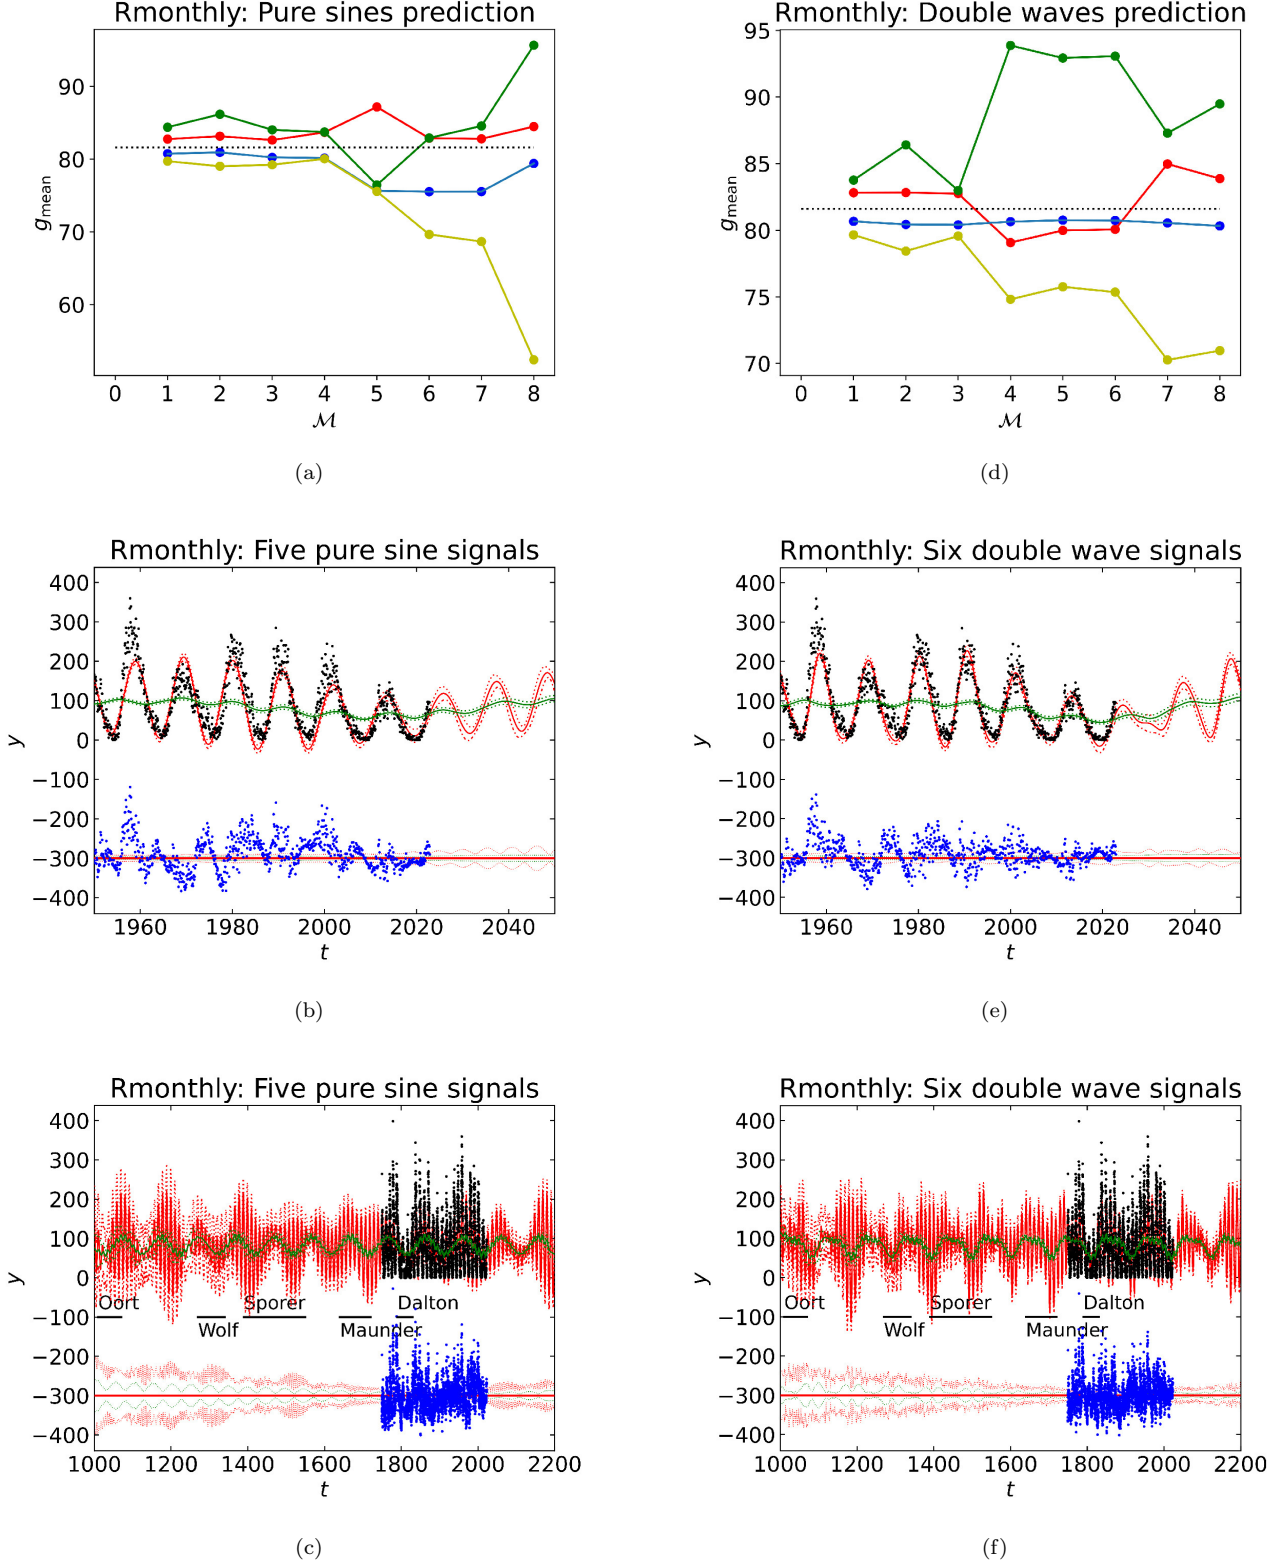 Rmonthly: Pure sines prediction
90
80
70
60
g_mean
0 1 2 3 4 5 6 7 8
ℳ
(a)
Rmonthly: Double waves prediction
95
90
85
80
75
70
g_mean
0 1 2 3 4 5 6 7 8
ℳ
(d)
Rmonthly: Five pure sine signals
400
300
200
100
0
−100
−200
−300
−400
y
1960 1980 2000 2020 2040
t
(b)
Rmonthly: Six double wave signals
400
300
200
100
0
−100
−200
−300
−400
y
1960 1980 2000 2020 2040
t
(e)
Rmonthly: Five pure sine signals
400
300
200
100
0
−100
−200
−300
−400
y
Oort Sporer Dalton
Wolf Maunder
1000 1200 1400 1600 1800 2000 2200
t
(c)
Rmonthly: Six double wave signals
400
300
200
100
0
−100
−200
−300
−400
y
Oort Sporer Dalton
Wolf Maunder
1000 1200 1400 1600 1800 2000 2200
t
(f)